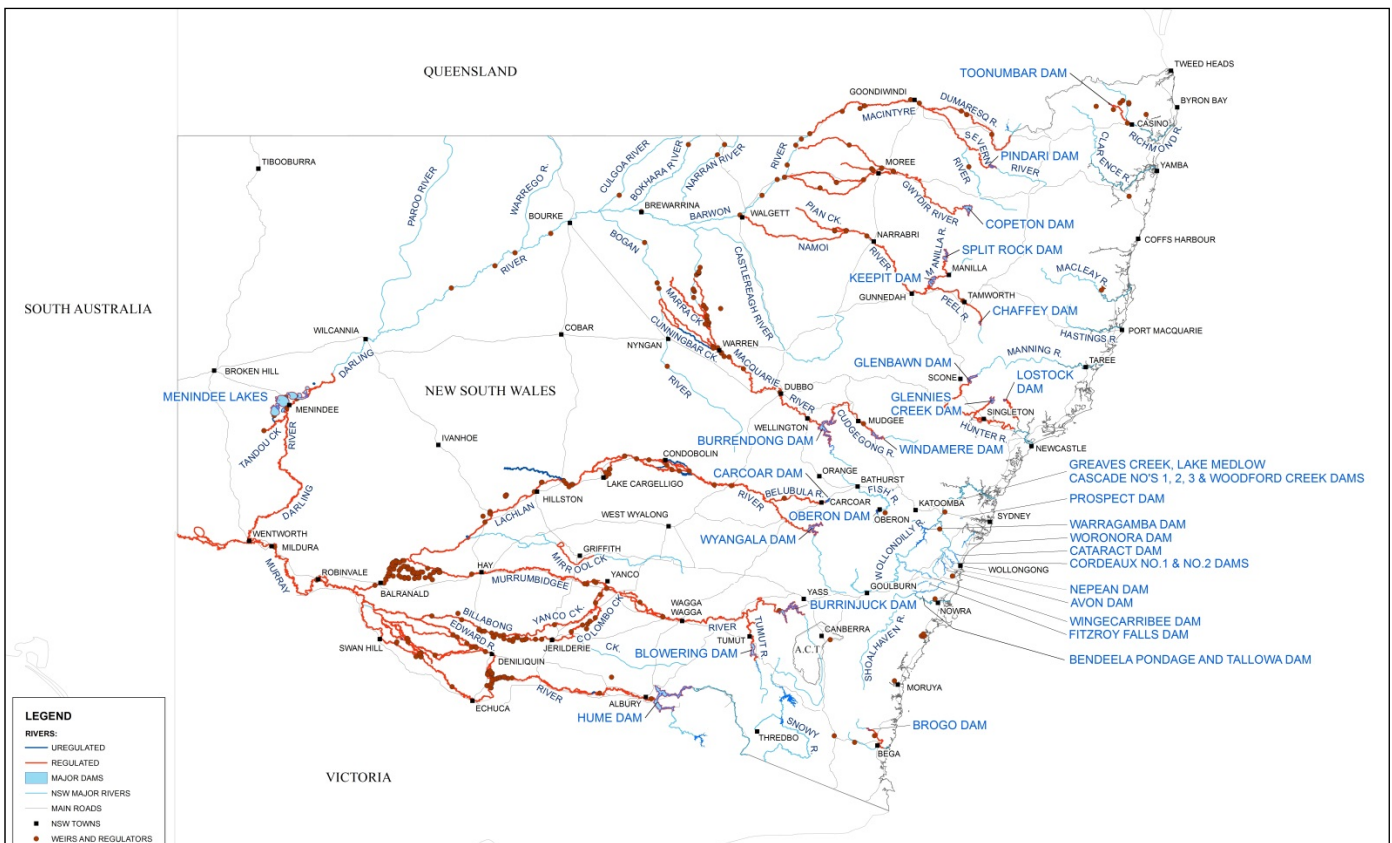 QUEENSLAND
TOONUMBAR DAM
TWEED HEADS
GOONDIWINDI
DUMARESQ R.
BYRON BAY
MACINTYRE
CASINO
RICHMOND R.
TIBOOBURRA
CULGOA RIVER
BOKHARA RIVER
NARRAN RIVER
RIVER
SEVERN
RIVER
PINDARI DAM
RIVER
CLARENCE R.
YAMBA
PAROO RIVER
WARREGO R.
MOREE
GWYDIR RIVER
BREWARRINA
BOURKE
BARWON
WALGETT
PIAN CK.
COPETON DAM
BOGAN
NAMOI
NARRABRI
RIVER
MANILLA R.
SPLIT ROCK DAM
COFFS HARBOUR
RIVER
CASTLEREAGH RIVER
KEEPIT DAM
MANILLA
MACLEAY R.
MARRA CK.
GUNNEDAH
TAMWORTH
PEEL R.
CHAFFEY DAM
SOUTH AUSTRALIA
WILCANNIA
COBAR
CUNNINGBAR CK.
NYNGAN
WARREN
PORT MACQUARIE
HASTINGS R.
DARLING
MACQUARIE
GLENBAWN DAM
MANNING R.
TAREE
BROKEN HILL
RIVER
SCONE
LOSTOCK
DAM
NEW SOUTH WALES
DUBBO
RIVER
MENINDEE LAKES
MENINDEE
GLENNIES
CREEK DAM
SINGLETON
CUDGEGONG R.
MUDGEE
WELLINGTON
HUNTER R.
TANDOU CK
RIVER
IVANHOE
BURRENDONG DAM
WINDAMERE DAM
NEWCASTLE
CONDOBOLIN
CARCOAR DAM
ORANGE
GREAVES CREEK, LAKE MEDLOW
CASCADE NO'S 1, 2, 3 & WOODFORD CREEK DAMS
LAKE CARGELLIGO
BATHURST
HILLSTON
RIVER
BELUBULA R.
CARCOAR
FISH R.
KATOOMBA
PROSPECT DAM
DARLING
LACHLAN
WEST WYALONG
OBERON DAM
OBERON
SYDNEY
WARRAGAMBA DAM
WENTWORTH
WYANGALA DAM
WOLLONDILLY R.
WORONORA DAM
MILDURA
GRIFFITH
MIRROOL CK
CATARACT DAM
CORDEAUX NO.1 & NO.2 DAMS
MURRAY
ROBINVALE
HAY
MURRUMBIDGEE
YANCO
WOLLONGONG
BALRANALD
GOULBURN
NEPEAN DAM
YASS
AVON DAM
BILLABONG
YANCO CK.
COLOMBO CK.
WAGGA
WAGGA
RIVER
BURRINJUCK DAM
NOWRA
WINGECARRIBEE DAM
FITZROY FALLS DAM
EDWARD R.
JERILDERIE
CK.
TUMUT
TUMUT R.
CANBERRA
A.C.T
SHOALHAVEN R.
SWAN HILL
DENILIQUIN
BLOWERING DAM
BENDEELA PONDAGE AND TALLOWA DAM
RIVER
ECHUCA
ALBURY
HUME DAM
MORUYA
SNOWY
R.
BROGO DAM
THREDBO
BEGA
VICTORIA
LEGEND
RIVERS:
UREGULATED
REGULATED
MAJOR DAMS
NSW MAJOR RIVERS
MAIN ROADS
NSW TOWNS
WEIRS AND REGULATORS